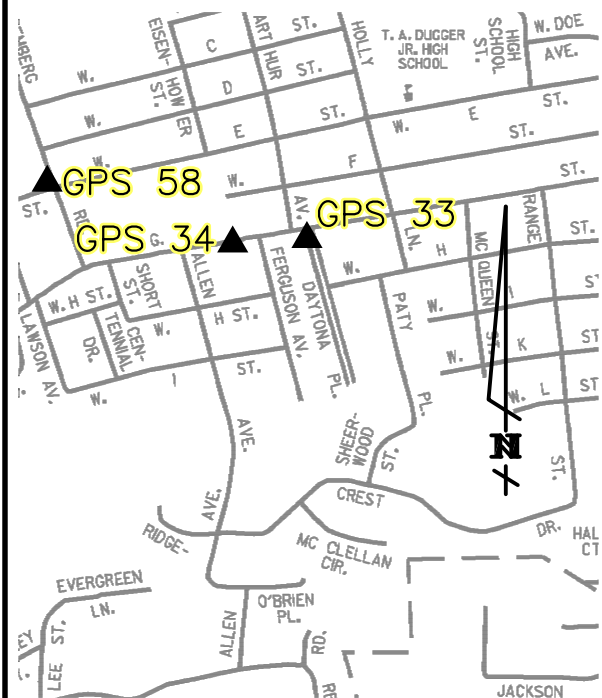 EISEN-
HOWER
ST.
ART HUR
ST.
HOLLY
T. A. DUGGER
JR. HIGH
SCHOOL
HIGH
SCHOOL
ST.
W. DOE
AVE.
W.
C
D
ST.
W.
E
ST.
W.
E
ST.
ST.
W.
F
W.
ST.
GPS 58
ST.
AV.
GPS 33
GPS 34
G.
LN.
H
MC QUEEN
ST.
RANGE
ST.
W.
SHORT
ST.
ALLEN
FERGUSON AV.
DAYTONA
PL.
PATY
PL.
W. H ST.
LAWSON AV.
DR.
CEN-
TENNIAL
W.
H ST.
W.
I
W.
I
ST.
W.
K
ST
W. L
ST
N
ST.
AVE.
SHEER-
WOOD
ST.
CREST
DR.
AVE.
RIDGE-
MC CLELLAN
CIR.
HAL
CT
EVERGREEN
LN.
O'BRIEN
PL.
ALLEN
RD.
LEE ST.
JACKSON